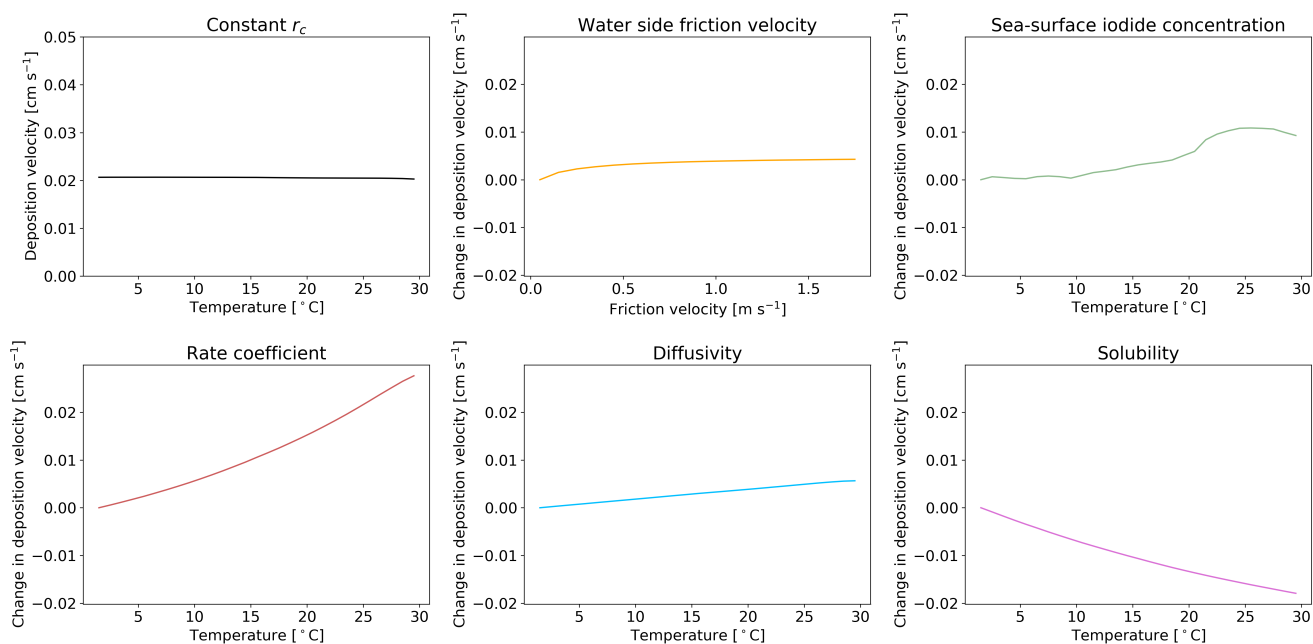 Constant r_c
Deposition velocity [cm s⁻¹]
0.05
0.04
0.03
0.02
0.01
0.00
5 10 15 20 25 30
Temperature [°C]
Water side friction velocity
Change in deposition velocity [cm s⁻¹]
0.02
0.01
0.00
−0.01
−0.02
0.0 0.5 1.0 1.5
Friction velocity [m s⁻¹]
Sea-surface iodide concentration
Change in deposition velocity [cm s⁻¹]
0.02
0.01
0.00
−0.01
−0.02
5 10 15 20 25 30
Temperature [°C]
Rate coefficient
Change in deposition velocity [cm s⁻¹]
0.02
0.01
0.00
−0.01
−0.02
5 10 15 20 25 30
Temperature [°C]
Diffusivity
Change in deposition velocity [cm s⁻¹]
0.02
0.01
0.00
−0.01
−0.02
5 10 15 20 25 30
Temperature [°C]
Solubility
Change in deposition velocity [cm s⁻¹]
0.02
0.01
0.00
−0.01
−0.02
5 10 15 20 25 30
Temperature [°C]